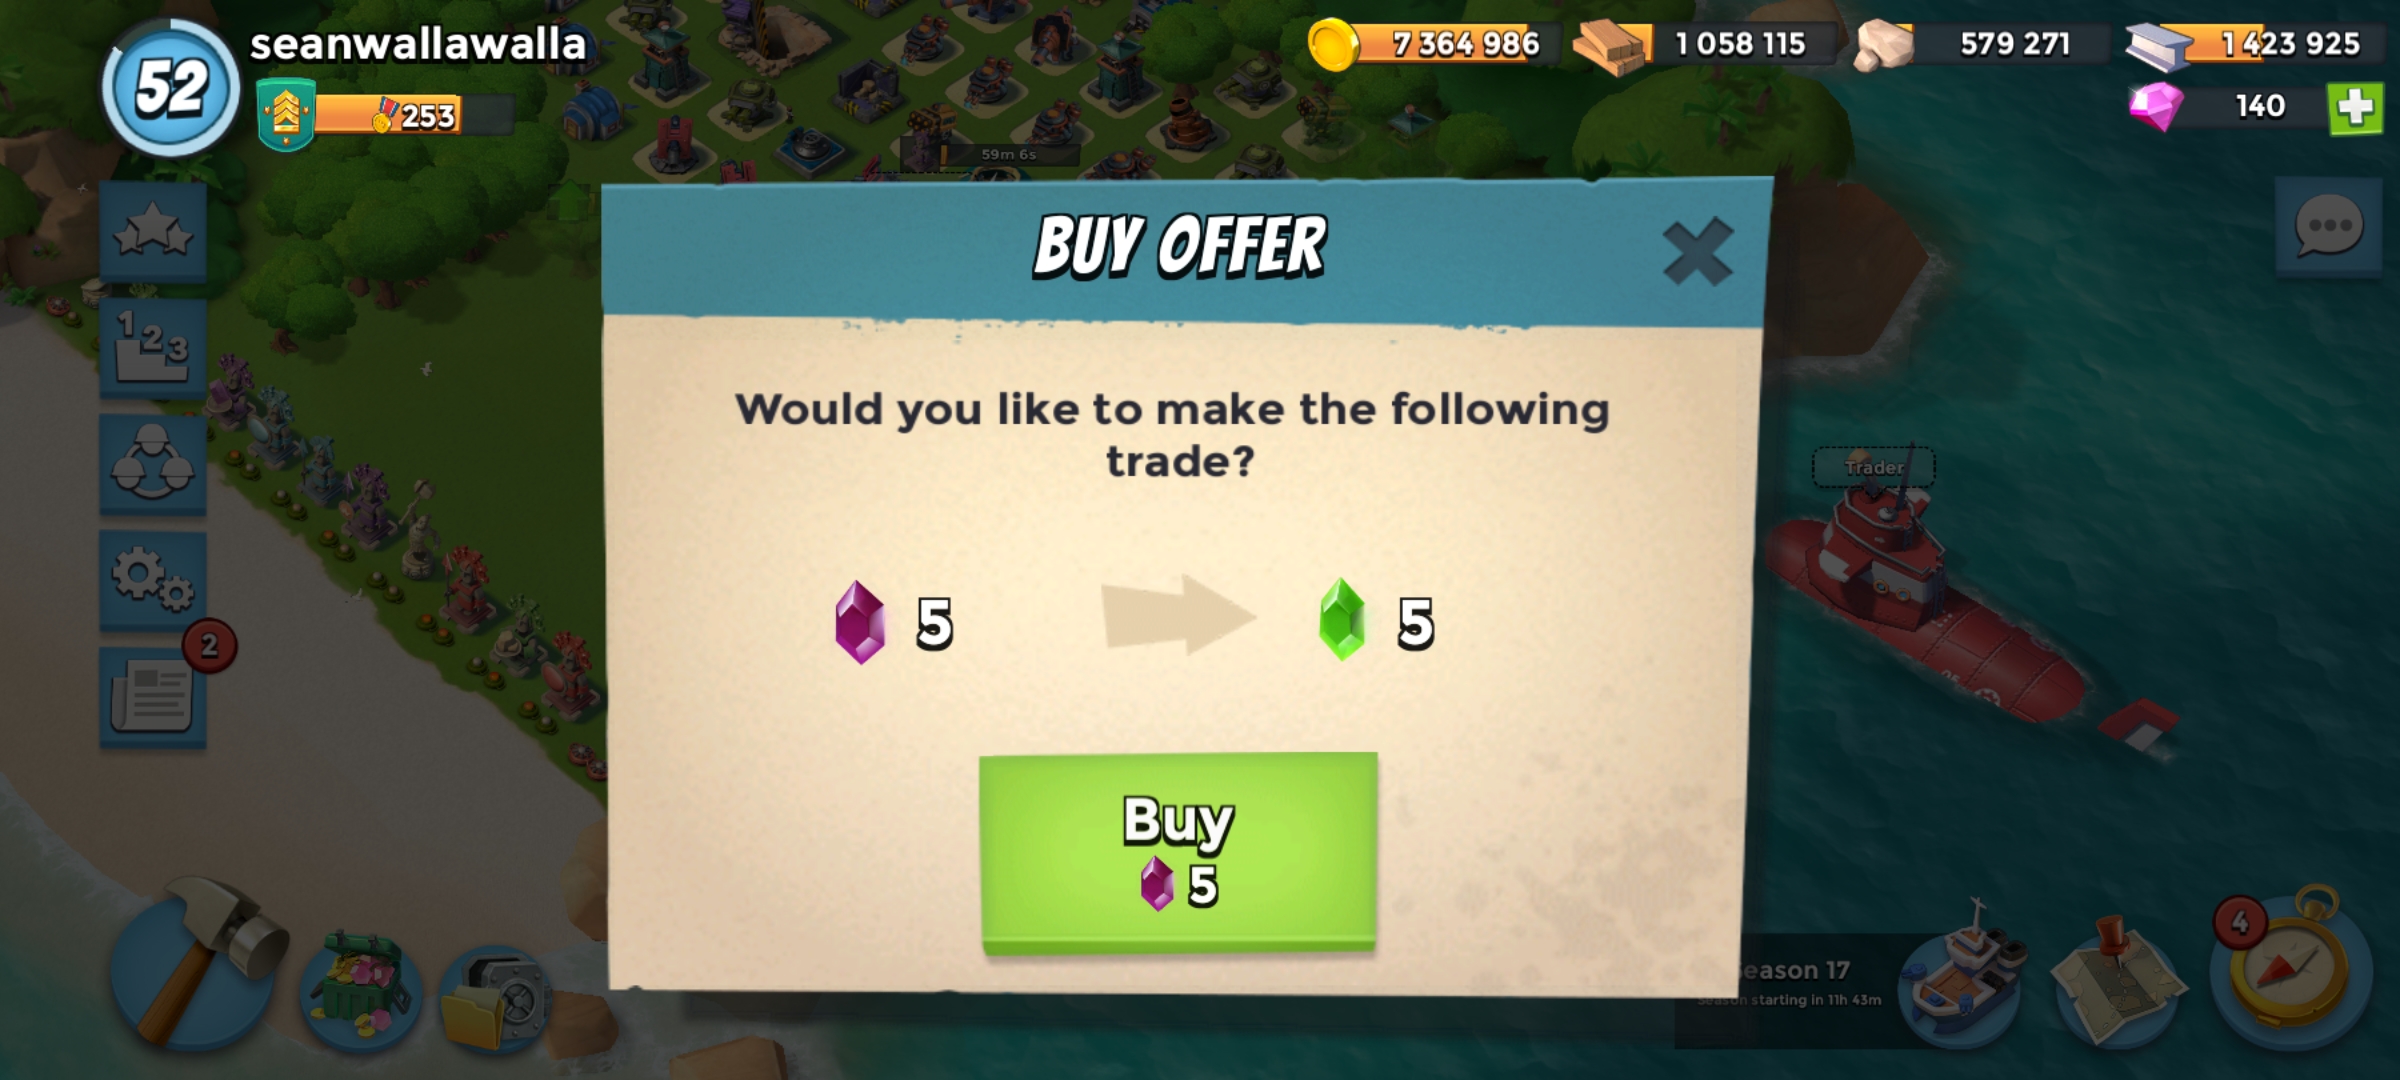 52
seanwallawalla
253
7 364 986
1 058 115
579 271
1 423 925
140
59m 6s
BUY OFFER
Would you like to make the following
trade?
5
5
Buy
5
Trader
1 2 3
2
eason 17
Season starting in 11h 43m
4